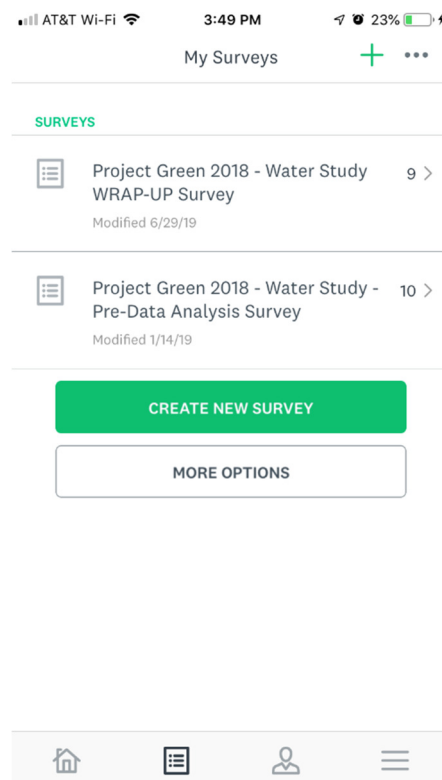 AT&T Wi-Fi 3:49 PM 23%
My Surveys
SURVEYS
Project Green 2018 - Water Study 9
WRAP-UP Survey
Modified 6/29/19
Project Green 2018 - Water Study - 10
Pre-Data Analysis Survey
Modified 1/14/19
CREATE NEW SURVEY
MORE OPTIONS